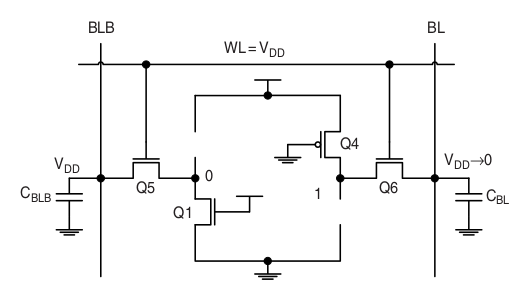 BLB
BL
WL=V_DD
Q4
V_DD
V_DD→0
Q5
0
Q6
C_BLB
1
C_BL
Q1